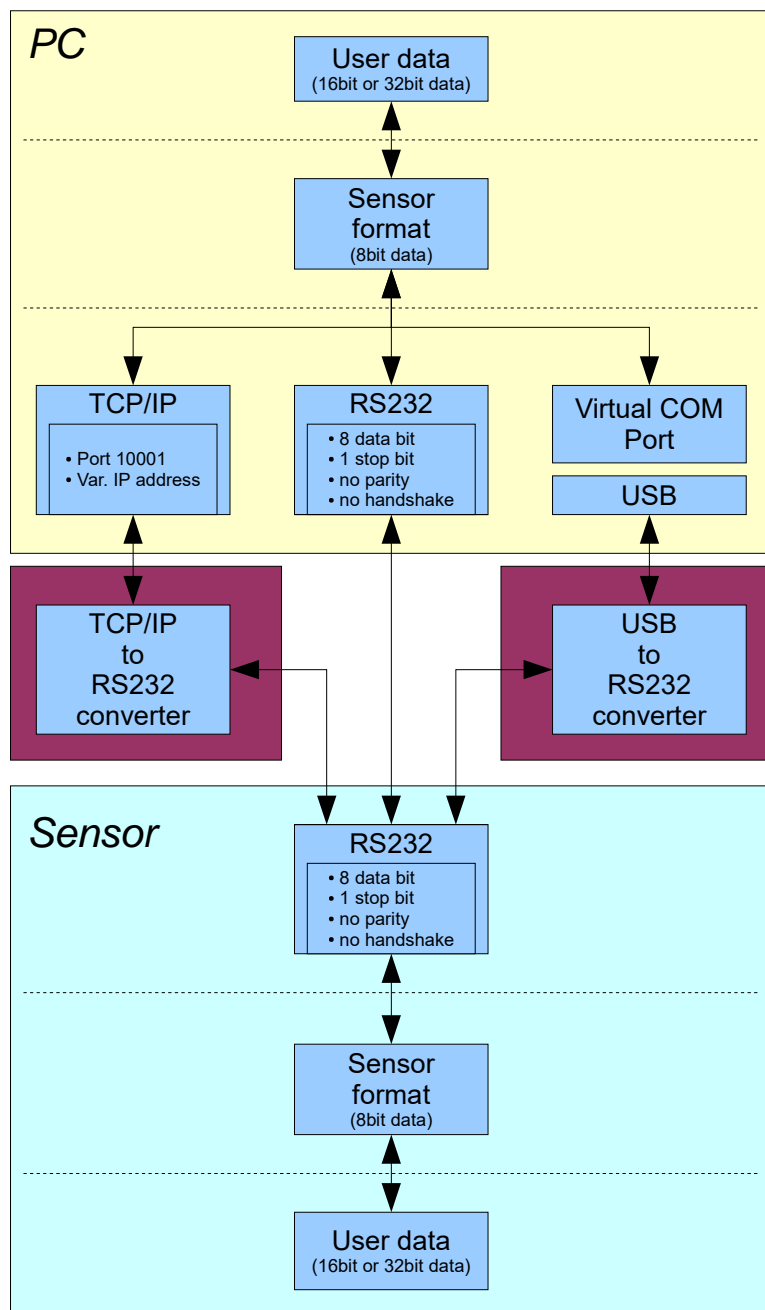 PC
User data
(16bit or 32bit data)
Sensor
format
(8bit data)
TCP/IP
• Port 10001
• Var. IP address
RS232
• 8 data bit
• 1 stop bit
• no parity
• no handshake
Virtual COM
Port
USB
TCP/IP
to
RS232
converter
USB
to
RS232
converter
Sensor
RS232
• 8 data bit
• 1 stop bit
• no parity
• no handshake
Sensor
format
(8bit data)
User data
(16bit or 32bit data)